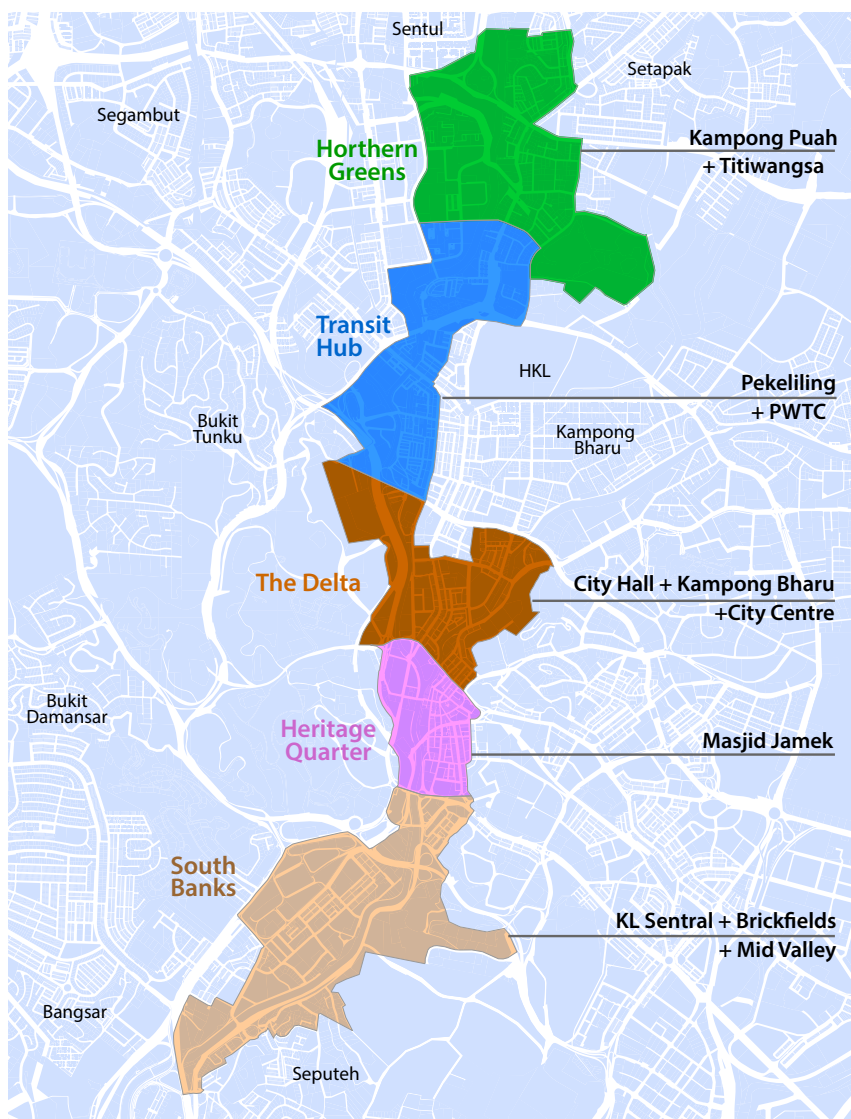 Sentul
Setapak
Segambut
Horthern
Greens
Kampong Puah
+ Titiwangsa
Transit
Hub
HKL
Pekeliling
+ PWTC
Bukit
Tunku
Kampong
Bharu
The Delta
City Hall + Kampong Bharu
+City Centre
Bukit
Damansar
Heritage
Quarter
Masjid Jamek
South
Banks
KL Sentral + Brickfields
+ Mid Valley
Bangsar
Seputeh